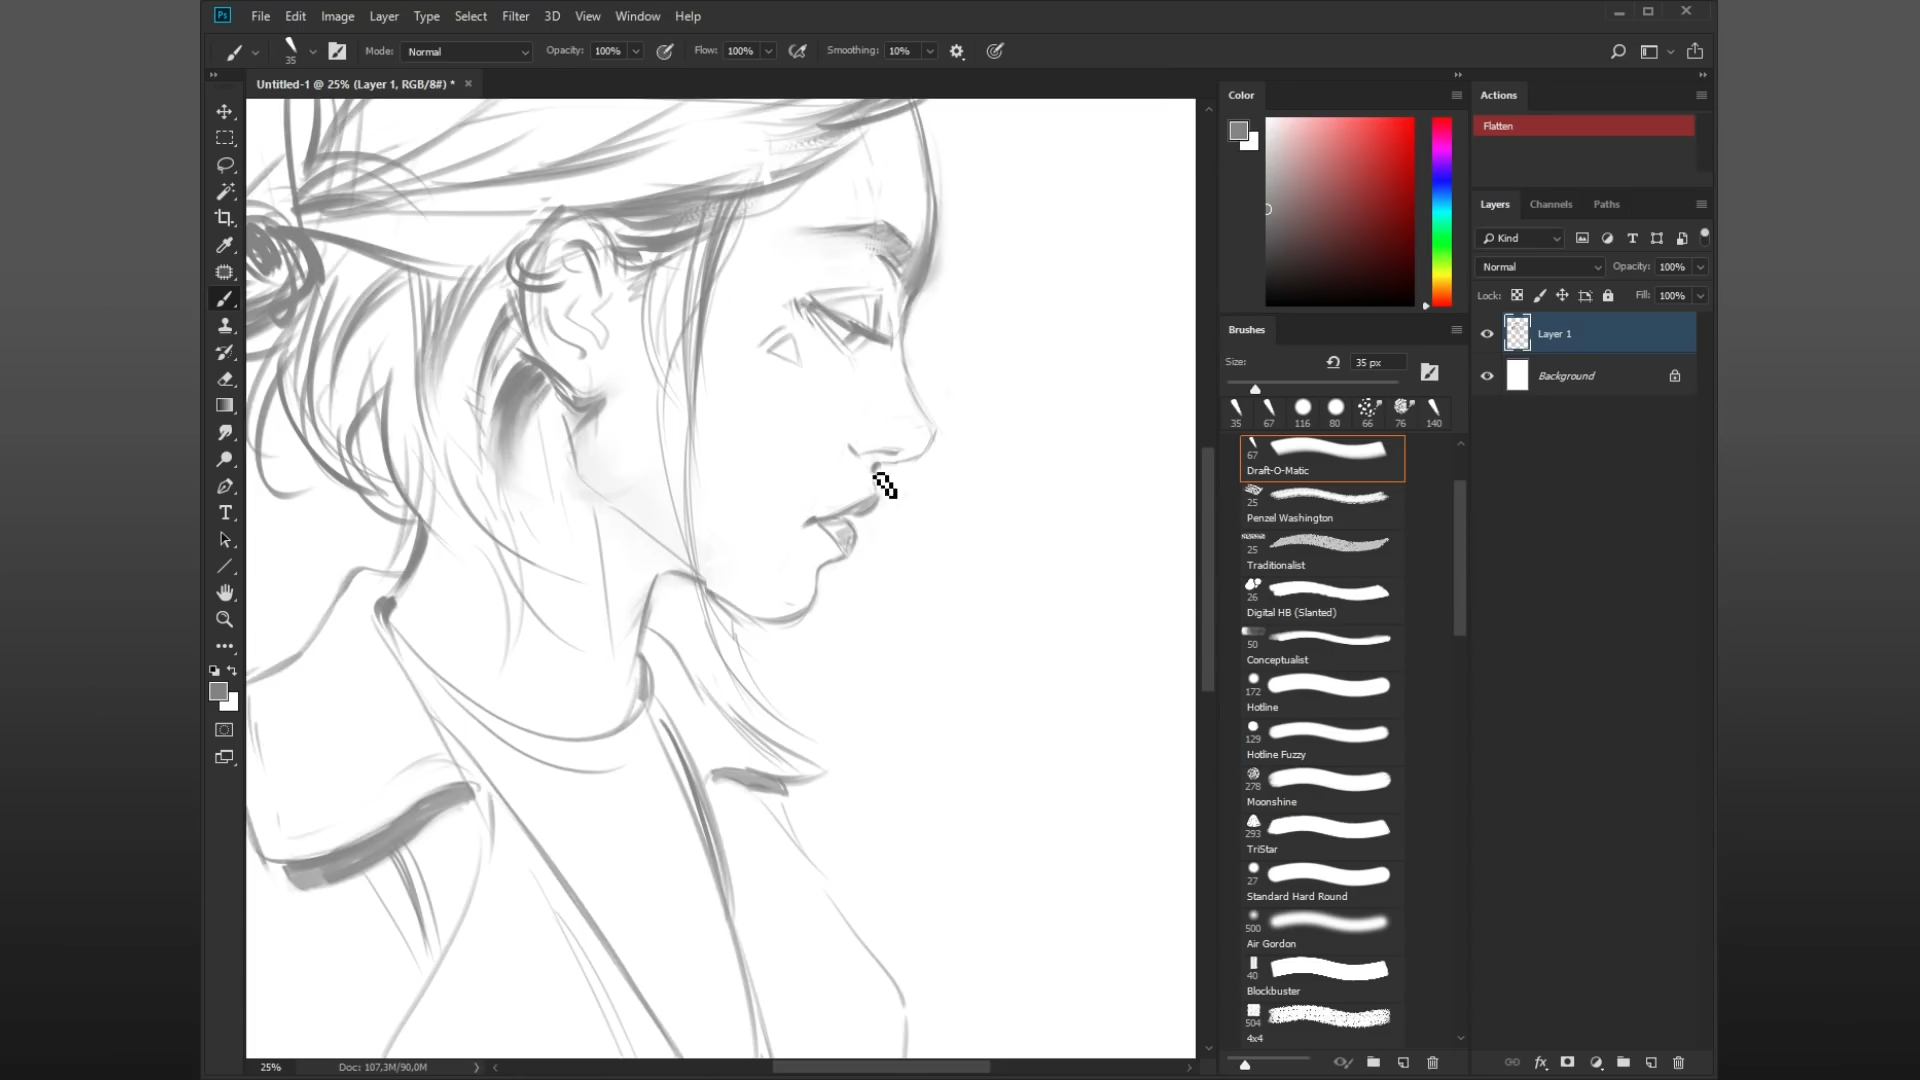 Ps File Edit Image Layer Type Select Filter 3D View Window Help
35 Mode: Normal Opacity: 100% Flow: 100% Smoothing: 10%
Untitled-1 @ 25% (Layer 1, RGB/8#) *
Color
Actions
Flatten
Layers Channels Paths
Kind
Normal Opacity: 100%
Lock: Fill: 100%
Layer 1
Background
Brushes
Size: 35 px
35 67 116 80 66 76 140
67
Draft-O-Matic
25
Penzel Washington
25
Traditionalist
26
Digital HB (Slanted)
50
Conceptualist
172
Hotline
129
Hotline Fuzzy
278
Moonshine
293
TriStar
27
Standard Hard Round
500
Air Gordon
40
Blockbuster
504
4x4
25% Doc: 107,3M/90,0M